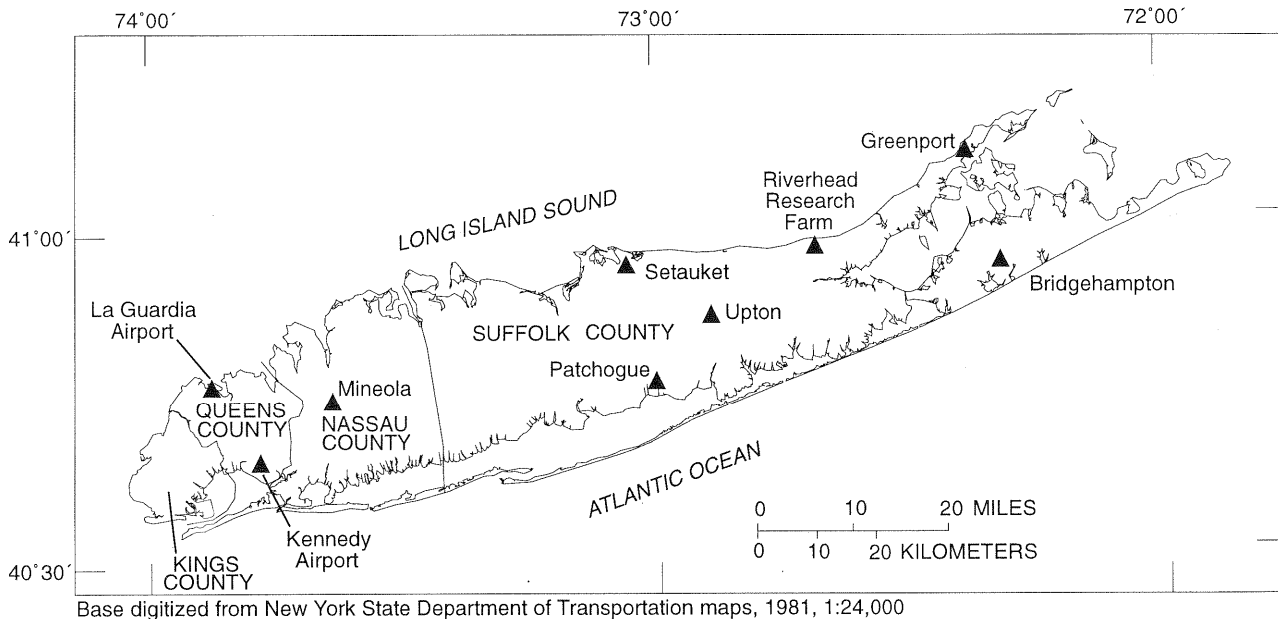 74°00´
73°00´
72°00´
Greenport
Riverhead
Research
Farm
LONG ISLAND SOUND
41°00´
Setauket
Bridgehampton
La Guardia
Airport
Upton
SUFFOLK COUNTY
Patchogue
Mineola
QUEENS
COUNTY
NASSAU
COUNTY
ATLANTIC OCEAN
0 10 20 MILES
0 10 20 KILOMETERS
Kennedy
Airport
KINGS
COUNTY
40°30´
Base digitized from New York State Department of Transportation maps, 1981, 1:24,000